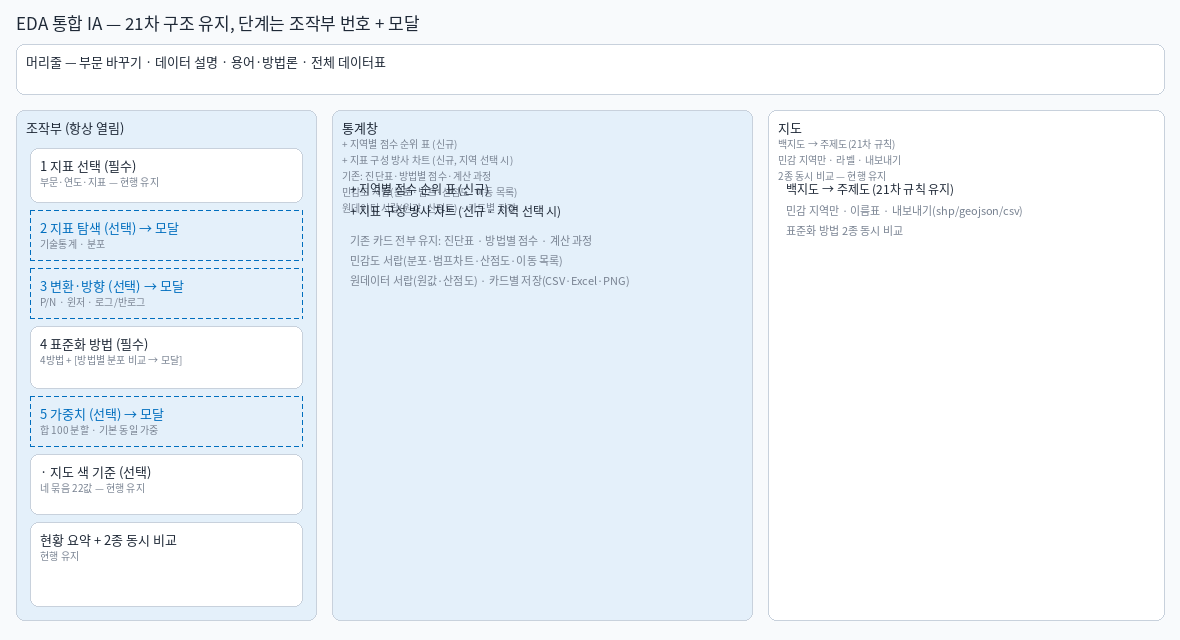 EDA 통합 IA — 21차 구조 유지, 단계는 조작부 번호 + 모달
머리줄 — 부문 바꾸기 · 데이터 설명 · 용어·방법론 · 전체 데이터표
조작부 (항상 열림)
1 지표 선택 (필수)
부문·연도·지표 — 현행 유지
2 지표 탐색 (선택) → 모달
기술통계 · 분포
3 변환·방향 (선택) → 모달
P/N · 윈저 · 로그/반로그
4 표준화 방법 (필수)
4방법 + [방법별 분포 비교 → 모달]
5 가중치 (선택) → 모달
합 100 분할 · 기본 동일 가중
· 지도 색 기준 (선택)
네 묶음 22값 — 현행 유지
현황 요약 + 2종 동시 비교
현행 유지
통계창
+ 지역별 점수 순위 표 (신규)
+ 지표 구성 방사 차트 (신규, 지역 선택 시)
기존: 진단표·방법별 점수·계산 과정
+ 지역별 점수 순위 표 (신규)
+ 지표 구성 방사 차트 (신규 · 지역 선택 시)
기존 카드 전부 유지: 진단표 · 방법별 점수 · 계산 과정
민감도 서랍(분포·범프차트·산점도·이동 목록)
원데이터 서랍(원값·산점도) · 카드별 저장(CSV·Excel·PNG)
지도
백지도 → 주제도(21차 규칙)
민감 지역만 · 라벨 · 내보내기
2종 동시 비교 — 현행 유지
백지도 → 주제도 (21차 규칙 유지)
민감 지역만 · 이름표 · 내보내기(shp/geojson/csv)
표준화 방법 2종 동시 비교